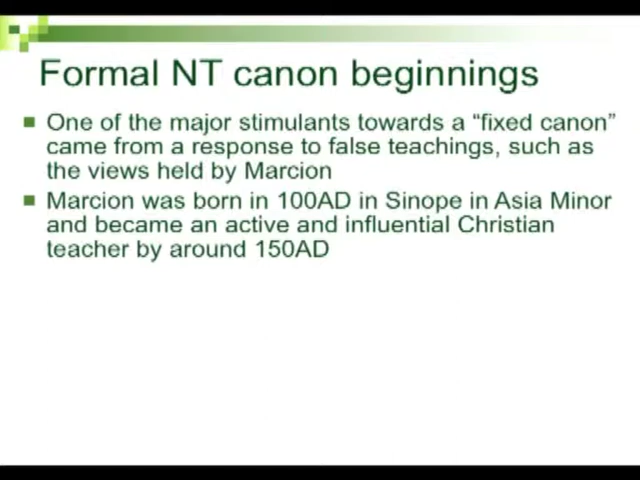 Formal NT canon beginnings
One of the major stimulants towards a “fixed canon”
came from a response to false teachings, such as
the views held by Marcion
Marcion was born in 100AD in Sinope in Asia Minor
and became an active and influential Christian
teacher by around 150AD